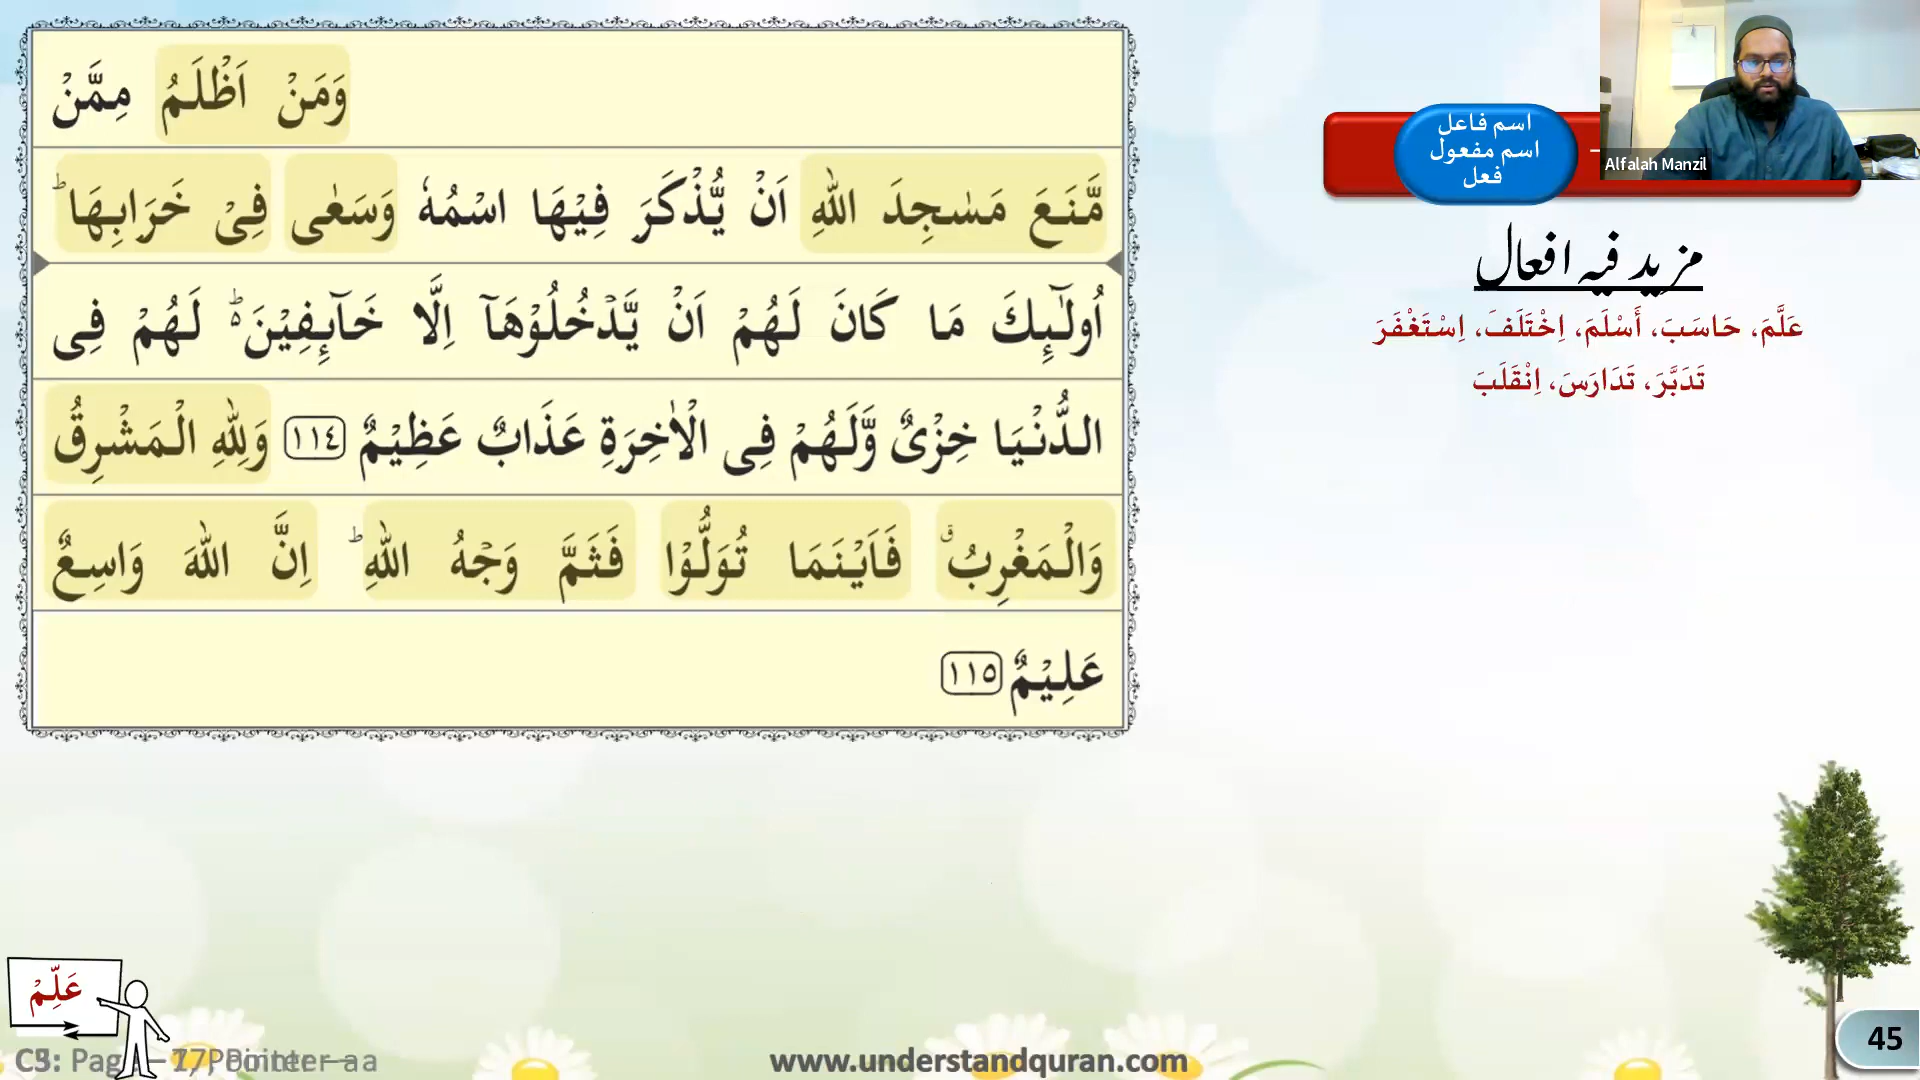 وَمَنْ اَظْلَمُ مِمَّنْ
مَّنَعَ مَسٰجِدَ اللّٰهِ اَنْ يُّذْكَرَ فِيْهَا اسْمُهٗ وَسَعٰى فِىْ خَرَابِهَا ؕ
اُولٰٓٮِٕكَ مَا كَانَ لَهُمْ اَنْ يَّدْخُلُوْهَآ اِلَّا خَآٮِٕفِيْنَ ؕ۬ لَهُمْ فِى
الدُّنْيَا خِزْىٌ وَّلَهُمْ فِى الْاٰخِرَةِ عَذَابٌ عَظِيْمٌ ١١٤ وَلِلّٰهِ الْمَشْرِقُ
وَالْمَغْرِبُ ۗ فَاَيْنَمَا تُوَلُّوْا فَثَمَّ وَجْهُ اللّٰهِ ؕ اِنَّ اللّٰهَ وَاسِعٌ
عَلِيْمٌ ١١٥
اسم فاعل
اسم مفعول
فعل
Alfalah Manzil
مزید فیہ افعال
عَلَّمَ، حَاسَبَ، أَسْلَمَ، اِخْتَلَفَ، اِسْتَغْفَرَ
تَدَبَّرَ، تَدَارَسَ، اِنْقَلَبَ
عَلِّمْ
www.understandquran.com
45